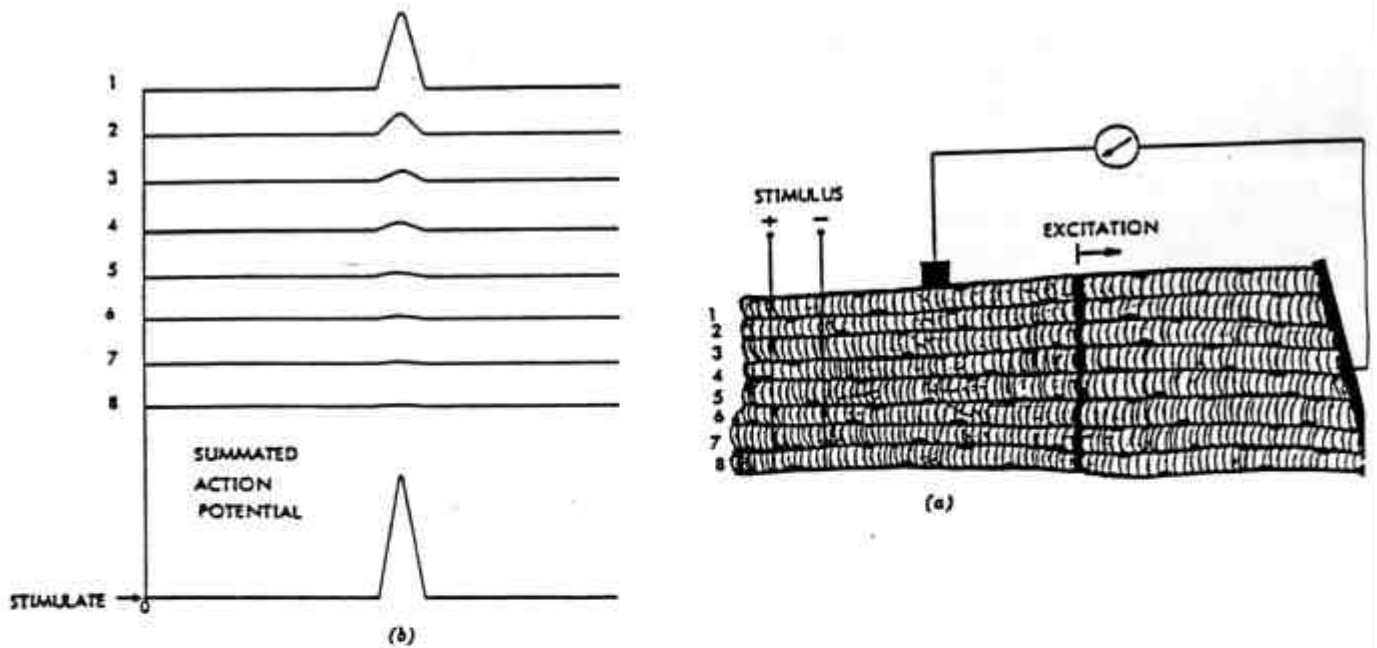 1
2
3
4
5
6
7
8
SUMMATED
ACTION
POTENTIAL
STIMULATE
0
(b)
STIMULUS
+ -
EXCITATION
1
2
3
4
5
6
7
8
(a)